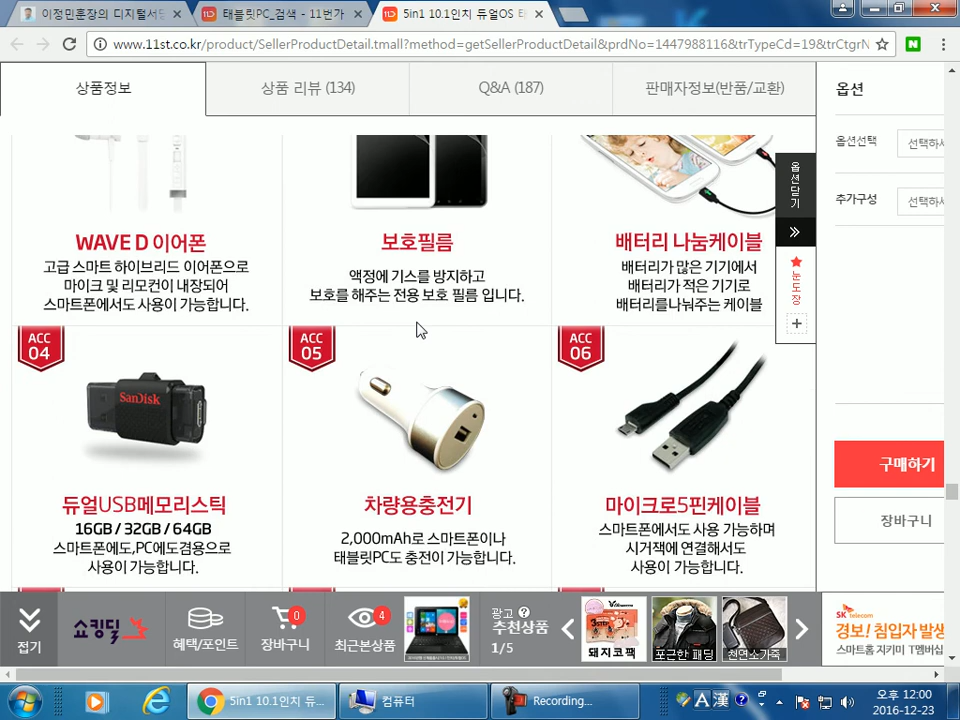 이정민훈장의 디지털서당
태블릿PC_검색 - 11번가
5in1 10.1인치 듀얼OS 태
www.11st.co.kr/product/SellerProductDetail.tmall?method=getSellerProductDetail&prdNo=1447988116&trTypeCd=19&trCtgrN
상품정보
상품 리뷰 (134)
Q&A (187)
판매자정보(반품/교환)
옵션
옵션선택
선택하세
추가구성
선택하세
옵션닫기
눈도장
WAVE D 이어폰
고급 스마트 하이브리드 이어폰으로
마이크 및 리모컨이 내장되어
스마트폰에서도 사용이 가능합니다.
보호필름
액정에 기스를 방지하고
보호를 해주는 전용 보호 필름 입니다.
배터리 나눔케이블
배터리가 많은 기기에서
배터리가 적은 기기로
배터리를나눠주는 케이블
ACC
04
SanDisk
듀얼USB메모리스틱
16GB / 32GB / 64GB
스마트폰에도,PC에도겸용으로
사용이 가능합니다.
ACC
05
차량용충전기
2,000mAh로 스마트폰이나
태블릿PC도 충전이 가능합니다.
ACC
06
마이크로5핀케이블
스마트폰에서도 사용 가능하며
시거잭에 연결해서도
사용이 가능합니다.
구매하기
장바구니
접기
쇼킹딜
혜택/포인트
장바구니
0
최근본상품
4
광고
추천상품
1/5
돼지코팩
포근한 패딩
천연소가죽
SK Telecom
경보/ 침입자 발생
스마트홈 지키미 T멤버십
5in1 10.1인치 듀...
컴퓨터
Recording...
A 漢
오후 12:00
2016-12-23